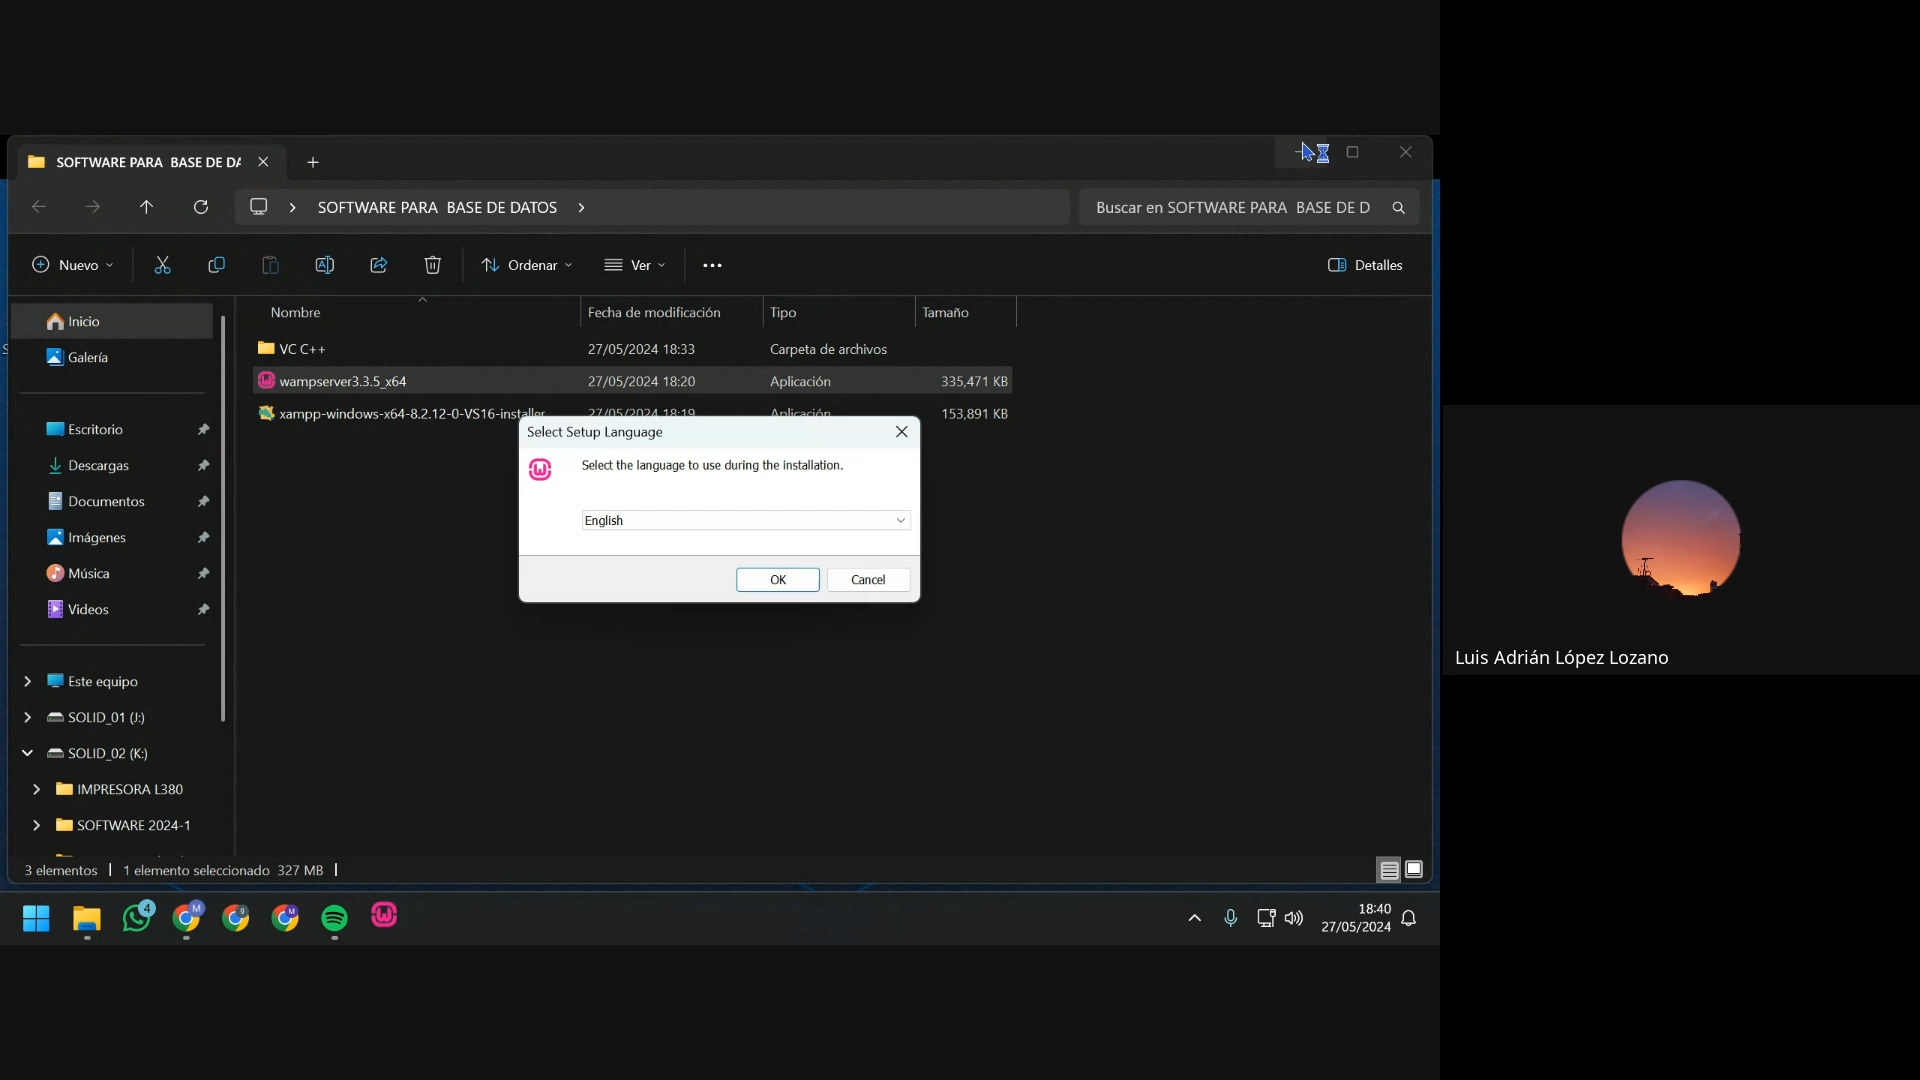 SOFTWARE PARA  BASE DE DA
SOFTWARE PARA  BASE DE DATOS
Buscar en SOFTWARE PARA  BASE DE D
Nuevo
Ordenar
Ver
Detalles
Nombre
Fecha de modificación
Tipo
Tamaño
Inicio
Galería
Escritorio
Descargas
Documentos
Imágenes
Música
Videos
Este equipo
SOLID_01 (J:)
SOLID_02 (K:)
IMPRESORA L380
SOFTWARE 2024-1
VC C++ 27/05/2024 18:33 Carpeta de archivos
wampserver3.3.5_x64 27/05/2024 18:20 Aplicación 335,471 KB
xampp-windows-x64-8.2.12-0-VS16-installer 27/05/2024 18:19 Aplicación 153,891 KB
Select Setup Language
Select the language to use during the installation.
English
OK
Cancel
3 elementos
1 elemento seleccionado  327 MB
4
M
g
M
18:40
27/05/2024
Luis Adrián López Lozano